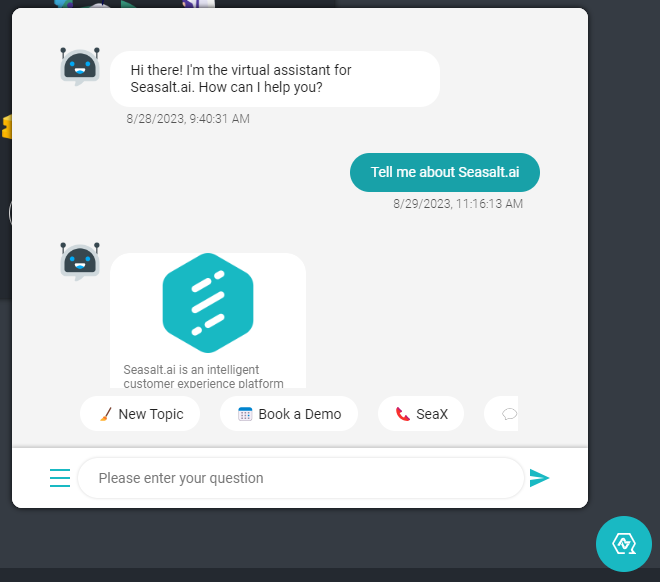 Hi there! I'm the virtual assistant for
Seasalt.ai. How can I help you?
8/28/2023, 9:40:31 AM
Tell me about Seasalt.ai
8/29/2023, 11:16:13 AM
Seasalt.ai is an intelligent
customer experience platform
New Topic
Book a Demo
SeaX
Please enter your question